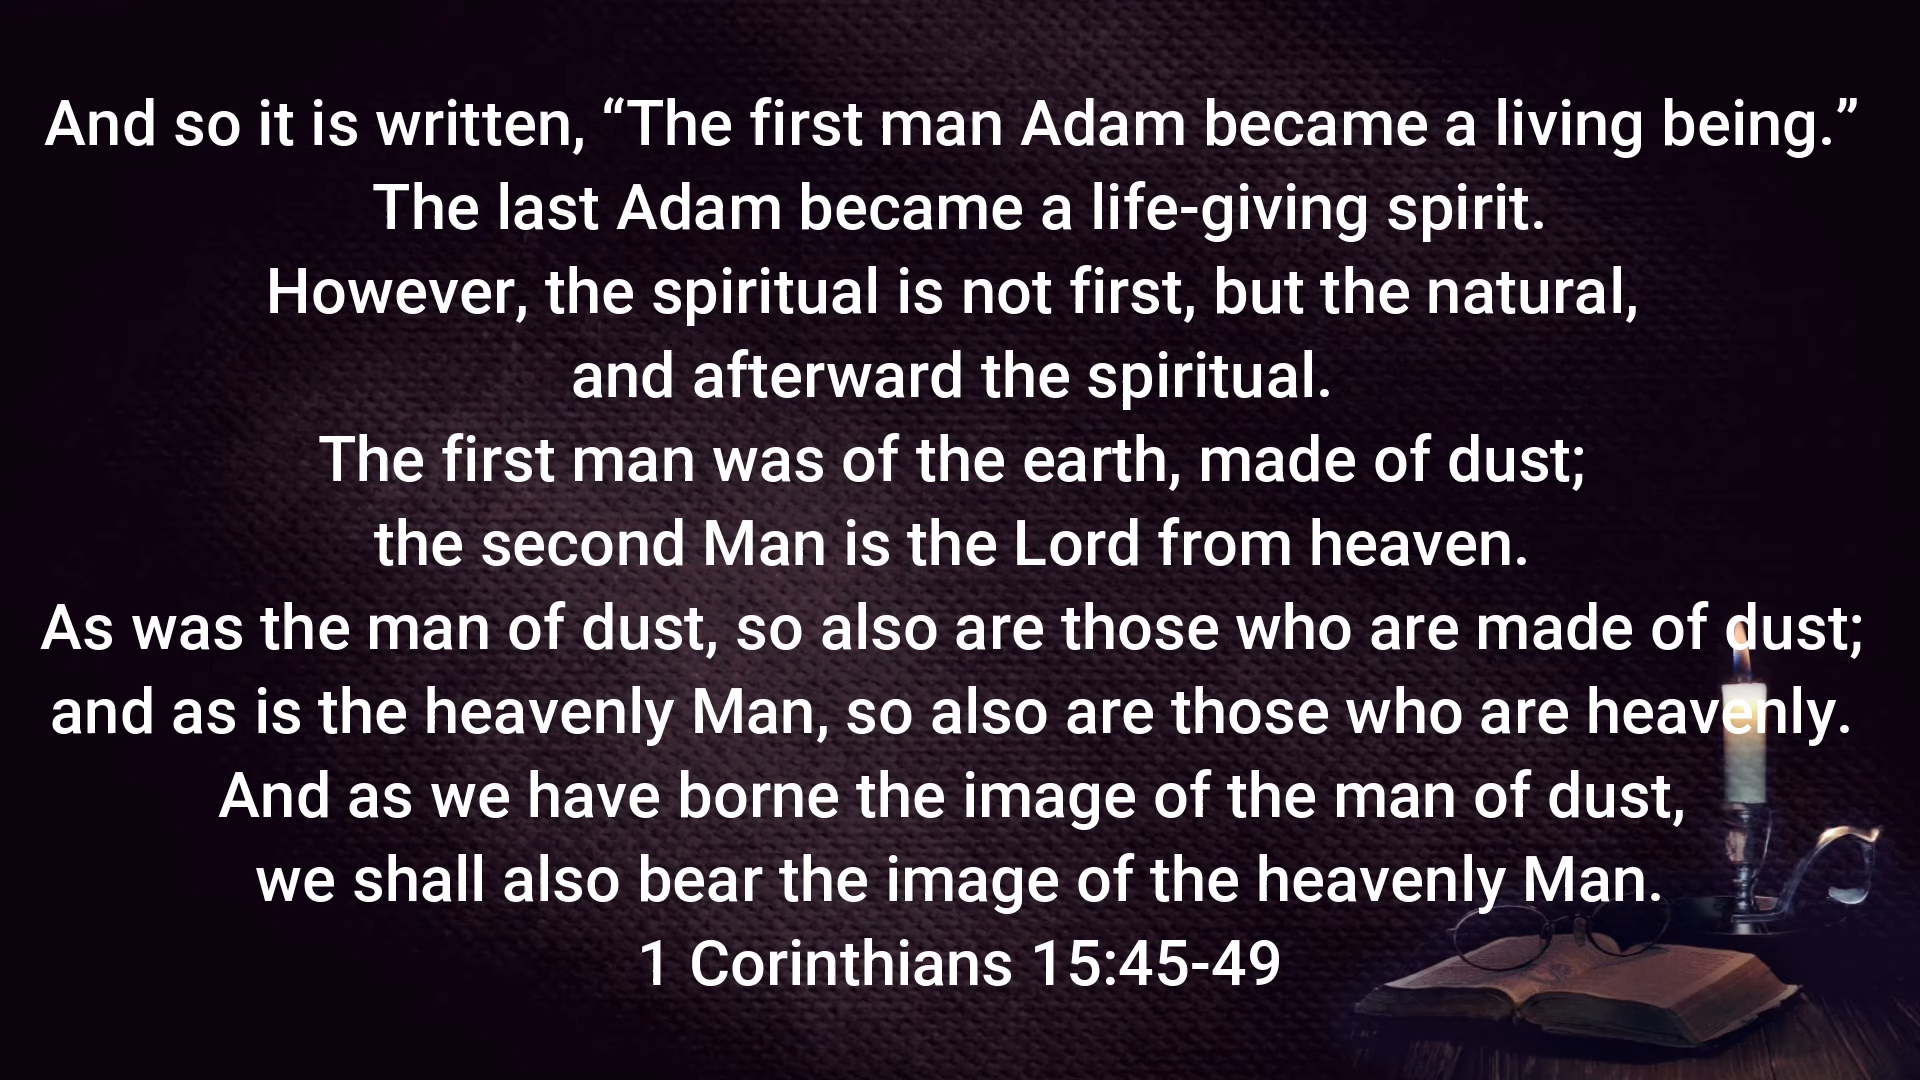 And so it is written, “The first man Adam became a living being.”
The last Adam became a life-giving spirit.
However, the spiritual is not first, but the natural,
and afterward the spiritual.
The first man was of the earth, made of dust;
the second Man is the Lord from heaven.
As was the man of dust, so also are those who are made of dust;
and as is the heavenly Man, so also are those who are heavenly.
And as we have borne the image of the man of dust,
we shall also bear the image of the heavenly Man.
1 Corinthians 15:45-49